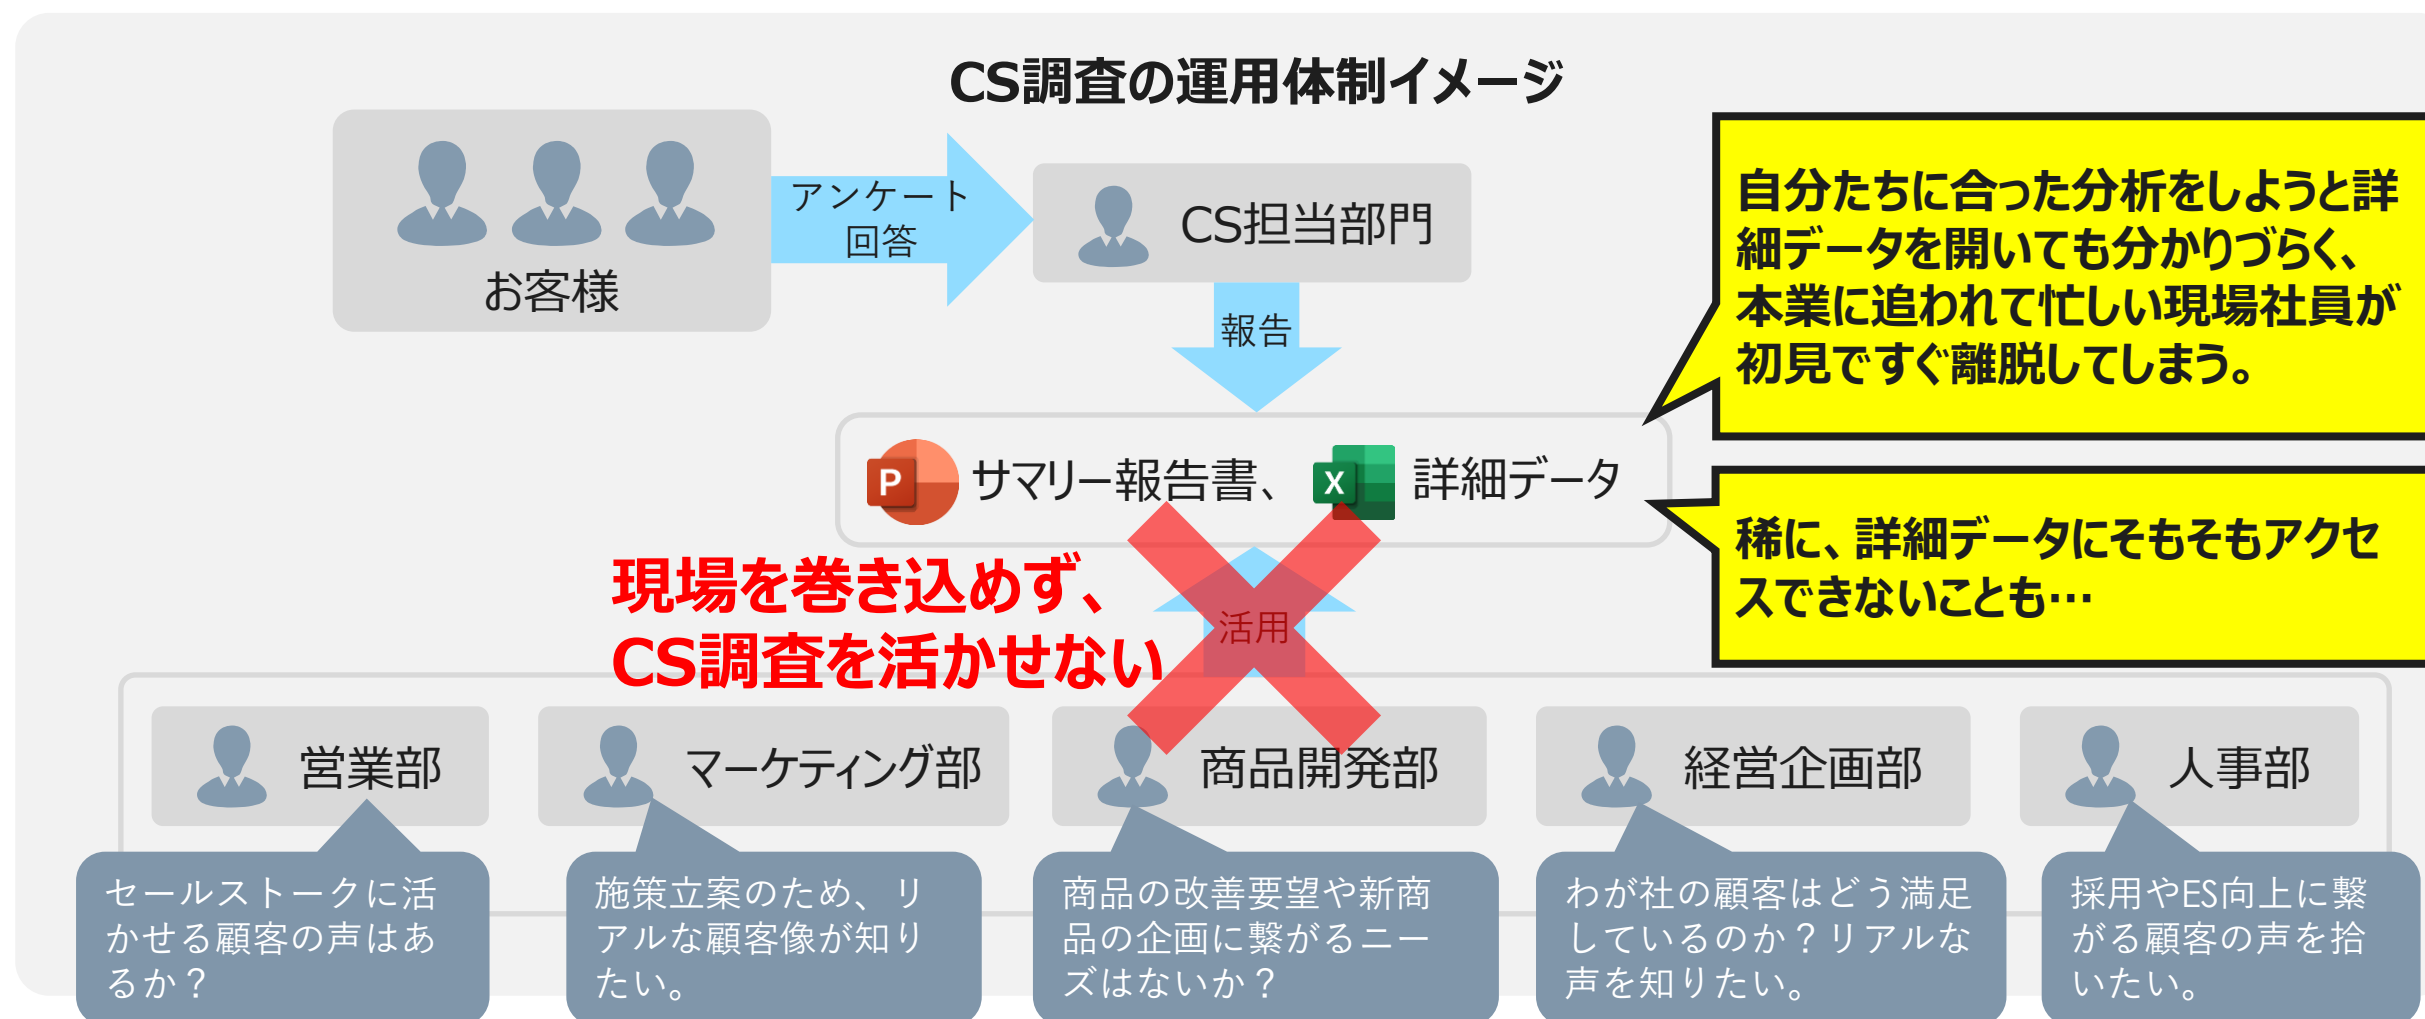 CS調査の運用体制イメージ
お客様
アンケート
回答
CS担当部門
報告
自分たちに合った分析をしようと詳
細データを開いても分かりづらく、
本業に追われて忙しい現場社員が
初見ですぐ離脱してしまう。
P
サマリー報告書、
X
詳細データ
稀に、詳細データにそもそもアクセ
スできないことも…
現場を巻き込めず、
CS調査を活かせない
活用
営業部
マーケティング部
商品開発部
経営企画部
人事部
セールストークに活
かせる顧客の声はあ
るか？
施策立案のため、リ
アルな顧客像が知り
たい。
商品の改善要望や新商
品の企画に繋がるニー
ズはないか？
わが社の顧客はどう満足
しているのか？リアルな
声を知りたい。
採用やES向上に繋
がる顧客の声を拾
いたい。